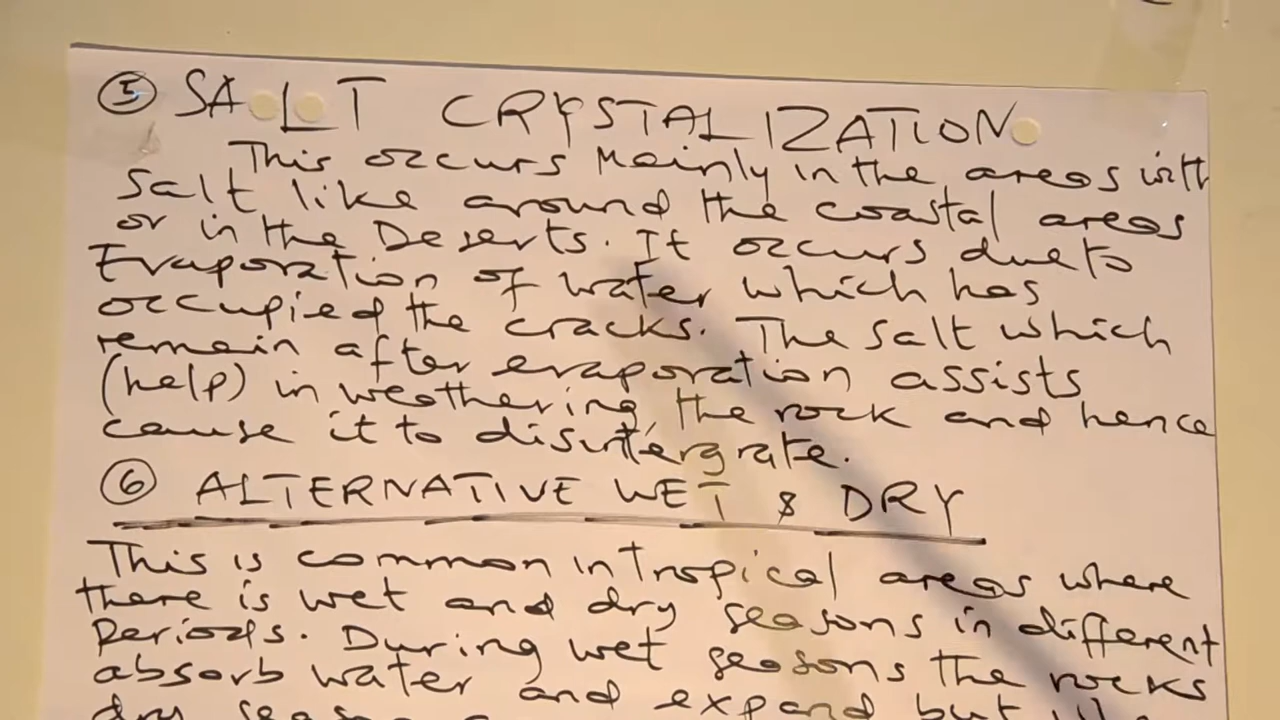 ⑤ SALT CRYSTALIZATION
This occurs mainly in the areas with
salt like around the coastal areas
or in the Deserts. It occurs due to
Evaporation of water which has
occupied the cracks. The salt which
remain after evaporation assists
(help) in weathering the rock and hence
cause it to disintergrate.
⑥ ALTERNATIVE WET & DRY
This is common in Tropical areas where
there is wet and dry seasons in different
Periods. During wet seasons the rocks
absorb water and expand but
dry